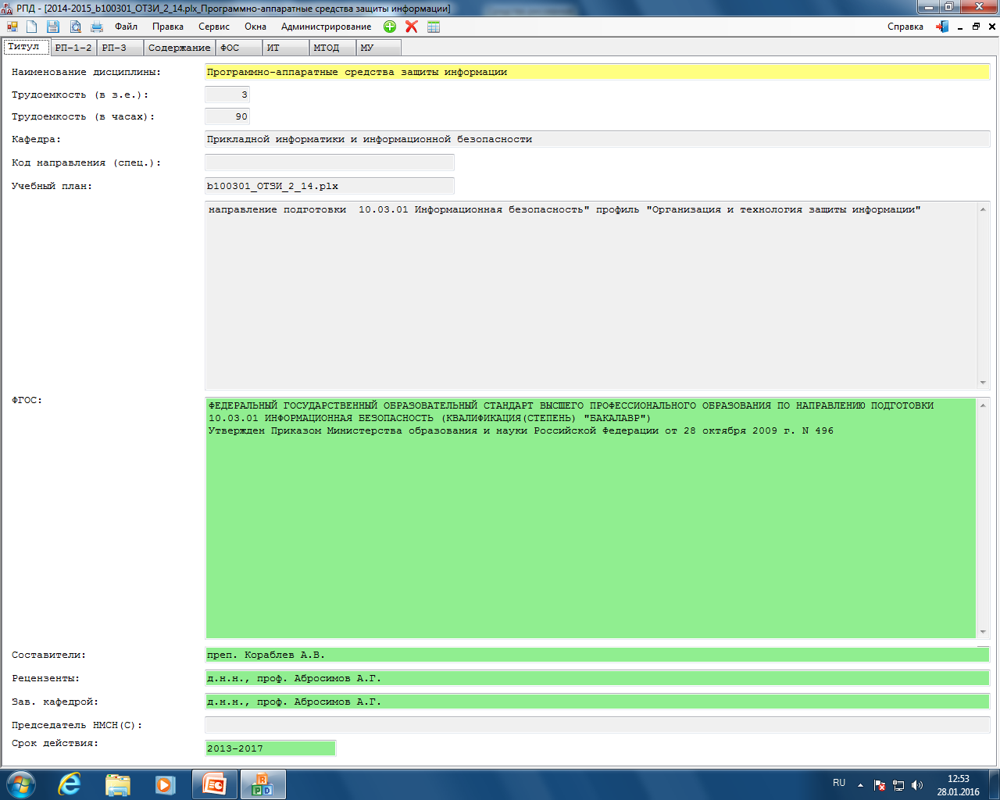 РПД - [2014-2015_b100301_ОТЗИ_2_14.plx_Программно-аппаратные средства защиты информации]
Файл Правка Сервис Окна Администрирование Справка
Титул РП-1-2 РП-3 Содержание ФОС ИТ МТОД МУ
Наименование дисциплины: Программно-аппаратные средства защиты информации
Трудоемкость (в з.е.): 3
Трудоемкость (в часах): 90
Кафедра: Прикладной информатики и информационной безопасности
Код направления (спец.):
Учебный план: b100301_ОТЗИ_2_14.plx
направление подготовки 10.03.01 Информационная безопасность" профиль "Организация и технология защиты информации"
ФГОС:
ФЕДЕРАЛЬНЫЙ ГОСУДАРСТВЕННЫЙ ОБРАЗОВАТЕЛЬНЫЙ СТАНДАРТ ВЫСШЕГО ПРОФЕССИОНАЛЬНОГО ОБРАЗОВАНИЯ ПО НАПРАВЛЕНИЮ ПОДГОТОВКИ
10.03.01 ИНФОРМАЦИОННАЯ БЕЗОПАСНОСТЬ (КВАЛИФИКАЦИЯ(СТЕПЕНЬ) "БАКАЛАВР")
Утвержден Приказом Министерства образования и науки Российской Федерации от 28 октября 2009 г. N 496
Составители: преп. Кораблев А.В.
Рецензенты: д.н.н., проф. Абросимов А.Г.
Зав. кафедрой: д.н.н., проф. Абросимов А.Г.
Председатель НМСН(С):
Срок действия: 2013-2017
RU 12:53
28.01.2016